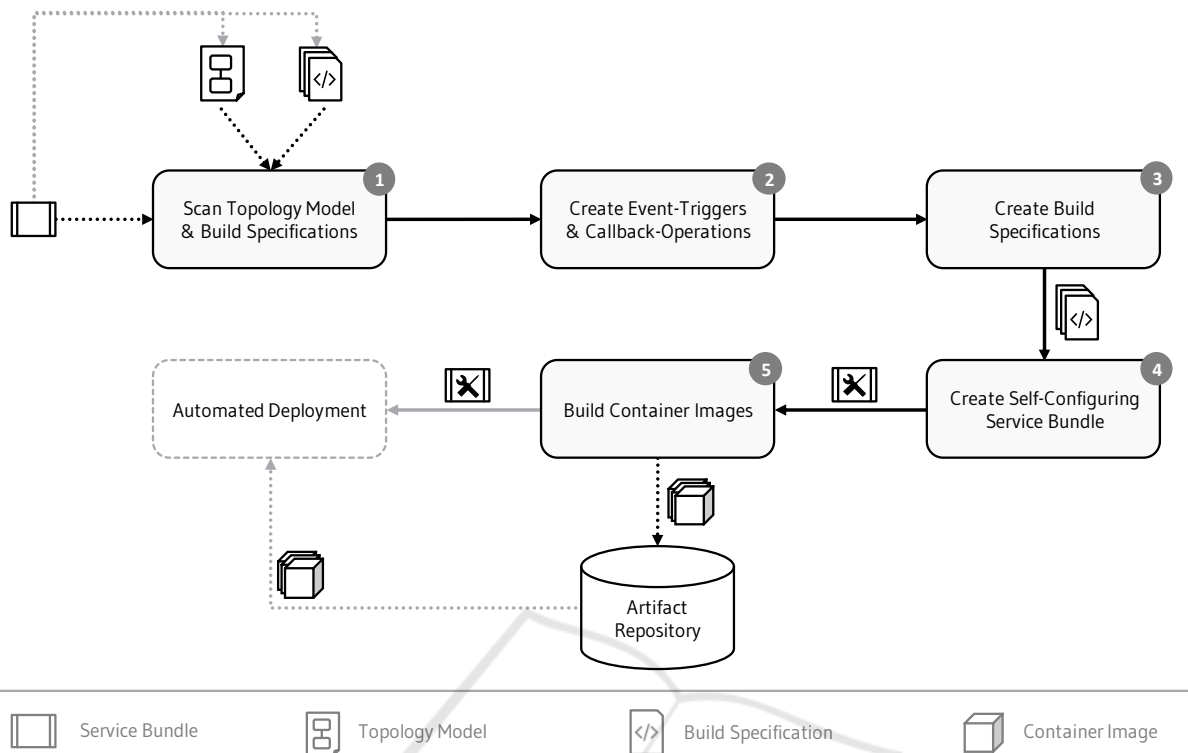 1
Scan Topology Model
& Build Specifications
2
Create Event-Triggers
& Callback-Operations
3
Create Build
Specifications
</>
</>
Automated Deployment
5
Build Container Images
4
Create Self-Configuring
Service Bundle
Artifact
Repository
Service Bundle
Topology Model
</>
Build Specification
Container Image